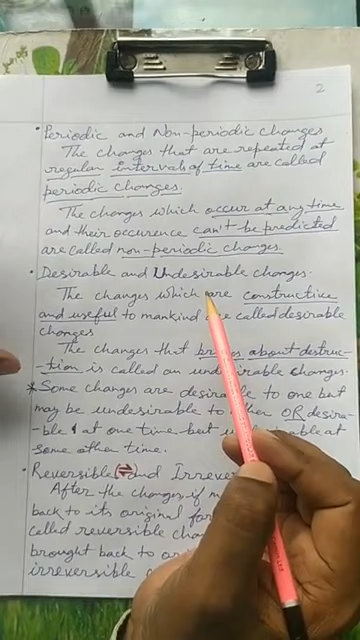 2
• Periodic and Non-periodic changes
The changes that are repeated at
regular intervals of time are called
periodic changes.
The changes which occur at any time
and their occurence can't be predicted
are called non-periodic changes.
• Desirable and Undesirable changes.
The changes which are constructive
and useful to mankind are called desirable
changes
The changes that brings about destruc-
-tion is called an undesirable changes.
* Some changes are desirable to one but
may be undesirable to other OR desira-
ble at one time but at
some other time.
• Reversible (⇌) and
After the changes if
back to its original
called reversible
brought back to
irreversible